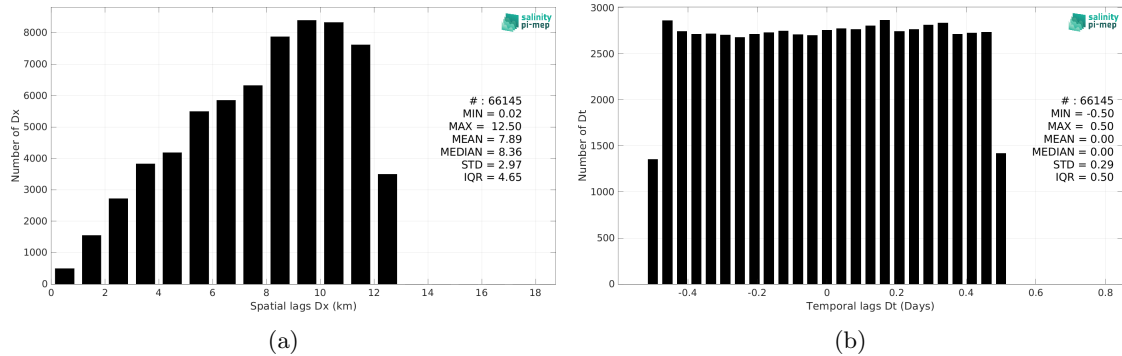 salinity
pi-mep
Number of Dx
8000
7000
6000
5000
4000
3000
2000
1000
0
# : 66145
MIN = 0.02
MAX = 12.50
MEAN = 7.89
MEDIAN = 8.36
STD = 2.97
IQR = 4.65
0 2 4 6 8 10 12 14 16 18
Spatial lags Dx (km)
(a)
salinity
pi-mep
Number of Dt
3000
2500
2000
1500
1000
500
0
# : 66145
MIN = -0.50
MAX = 0.50
MEAN = 0.00
MEDIAN = 0.00
STD = 0.29
IQR = 0.50
-0.4 -0.2 0 0.2 0.4 0.6 0.8
Temporal lags Dt (Days)
(b)